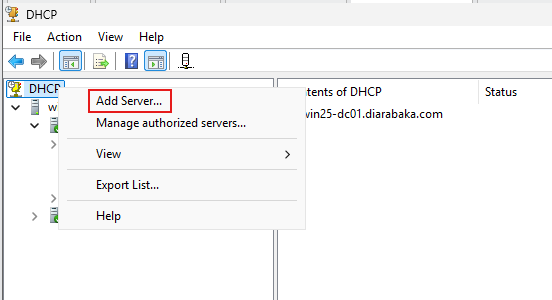 DHCP
File Action View Help
DHCP
Contents of DHCP Status
Add Server...
win25-dc01.diarabaka.com
Manage authorized servers...
View
Export List...
Help